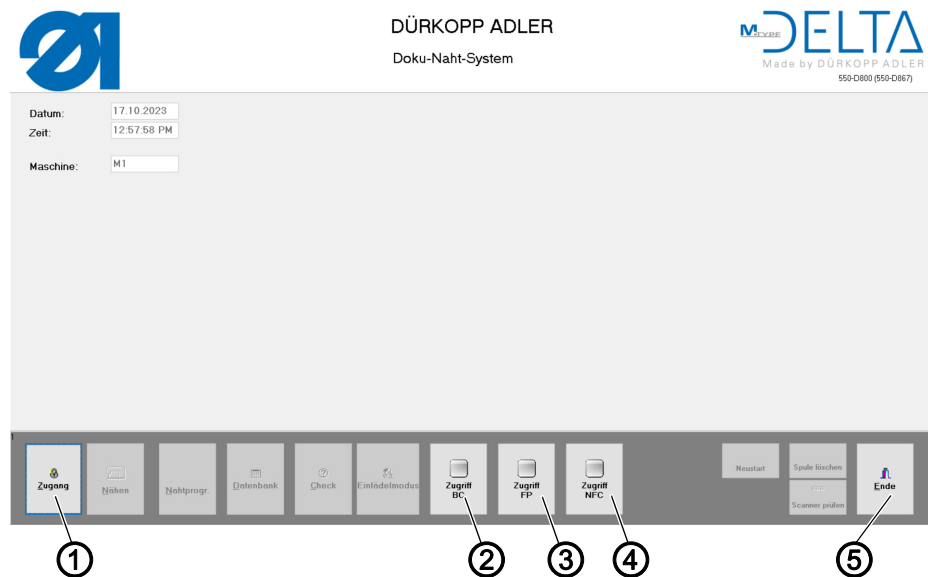 DÜRKOPP ADLER
Doku-Naht-System
M TYPE DELTA
Made by DÜRKOPP ADLER
550-D800 (550-D867)
Datum: 17.10.2023
Zeit: 12:57:58 PM
Maschine: M1
1
Zugang
Nähen
Nahtprogr.
Datenbank
Check
Einfädelmodus
Zugriff
BC
Zugriff
FP
Zugriff
NFC
Neustart
Spule löschen
Scanner prüfen
Ende
1 2 3 4 5